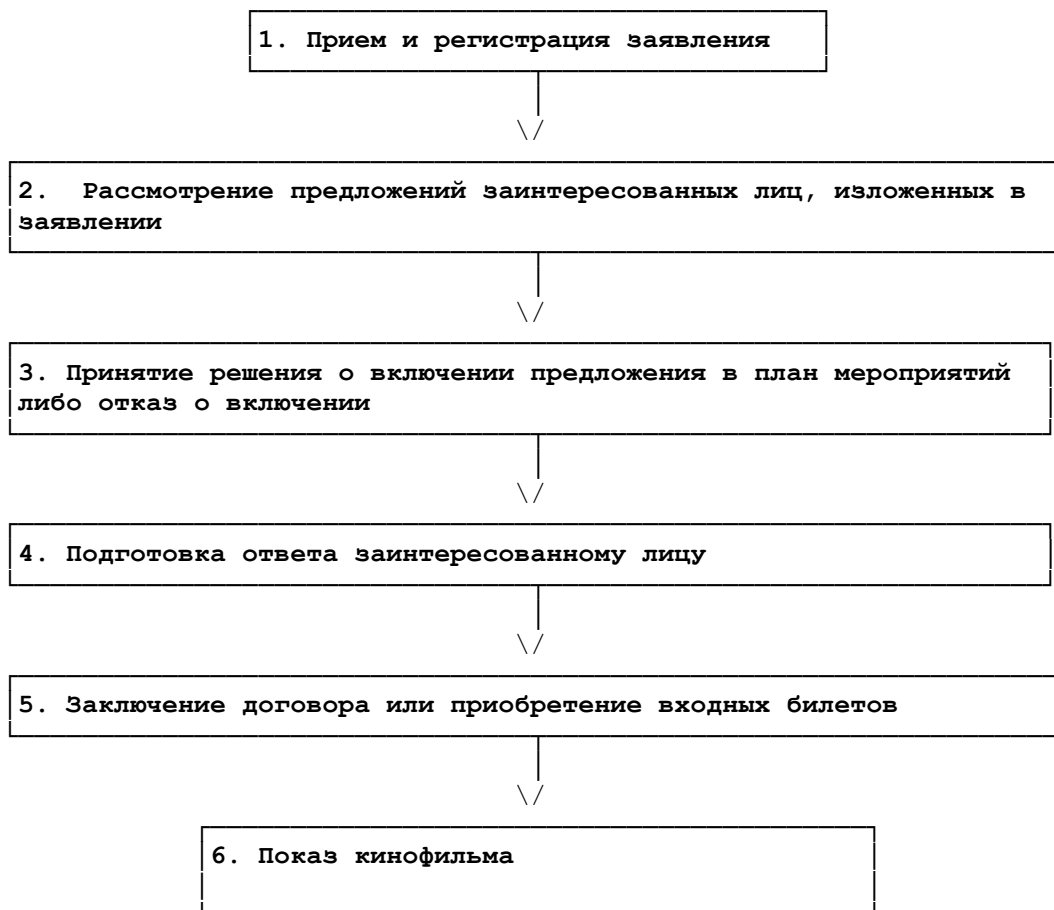 1. Прием и регистрация заявления
2. Рассмотрение предложений заинтересованных лиц, изложенных в
заявлении
3. Принятие решения о включении предложения в план мероприятий
либо отказ о включении
4. Подготовка ответа заинтересованному лицу
5. Заключение договора или приобретение входных билетов
6. Показ кинофильма